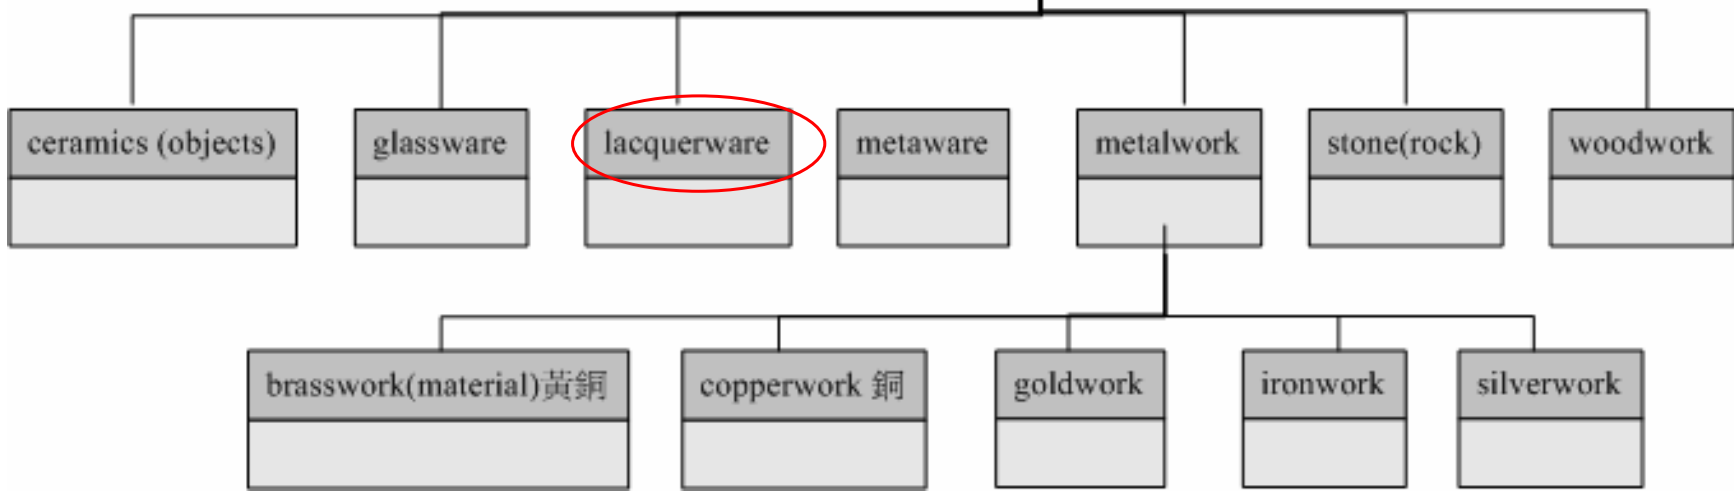 ceramics (objects)
glassware
lacquerware
metaware
metalwork
stone(rock)
woodwork
brasswork(material)黃銅
copperwork 銅
goldwork
ironwork
silverwork